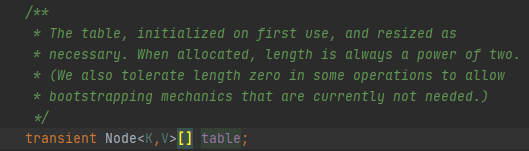 /**
 * The table, initialized on first use, and resized as
 * necessary. When allocated, length is always a power of two.
 * (We also tolerate length zero in some operations to allow
 * bootstrapping mechanics that are currently not needed.)
 */
transient Node<K,V>[] table;